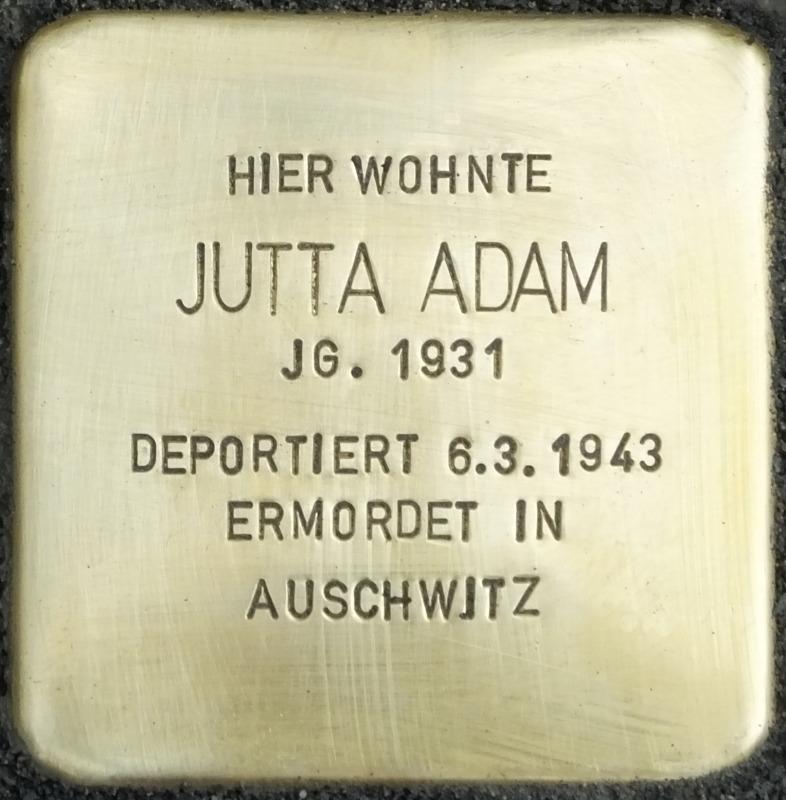 HIER WOHNTE
JUTTA ADAM
JG. 1931
DEPORTIERT 6.3.1943
ERMORDET IN
AUSCHWITZ